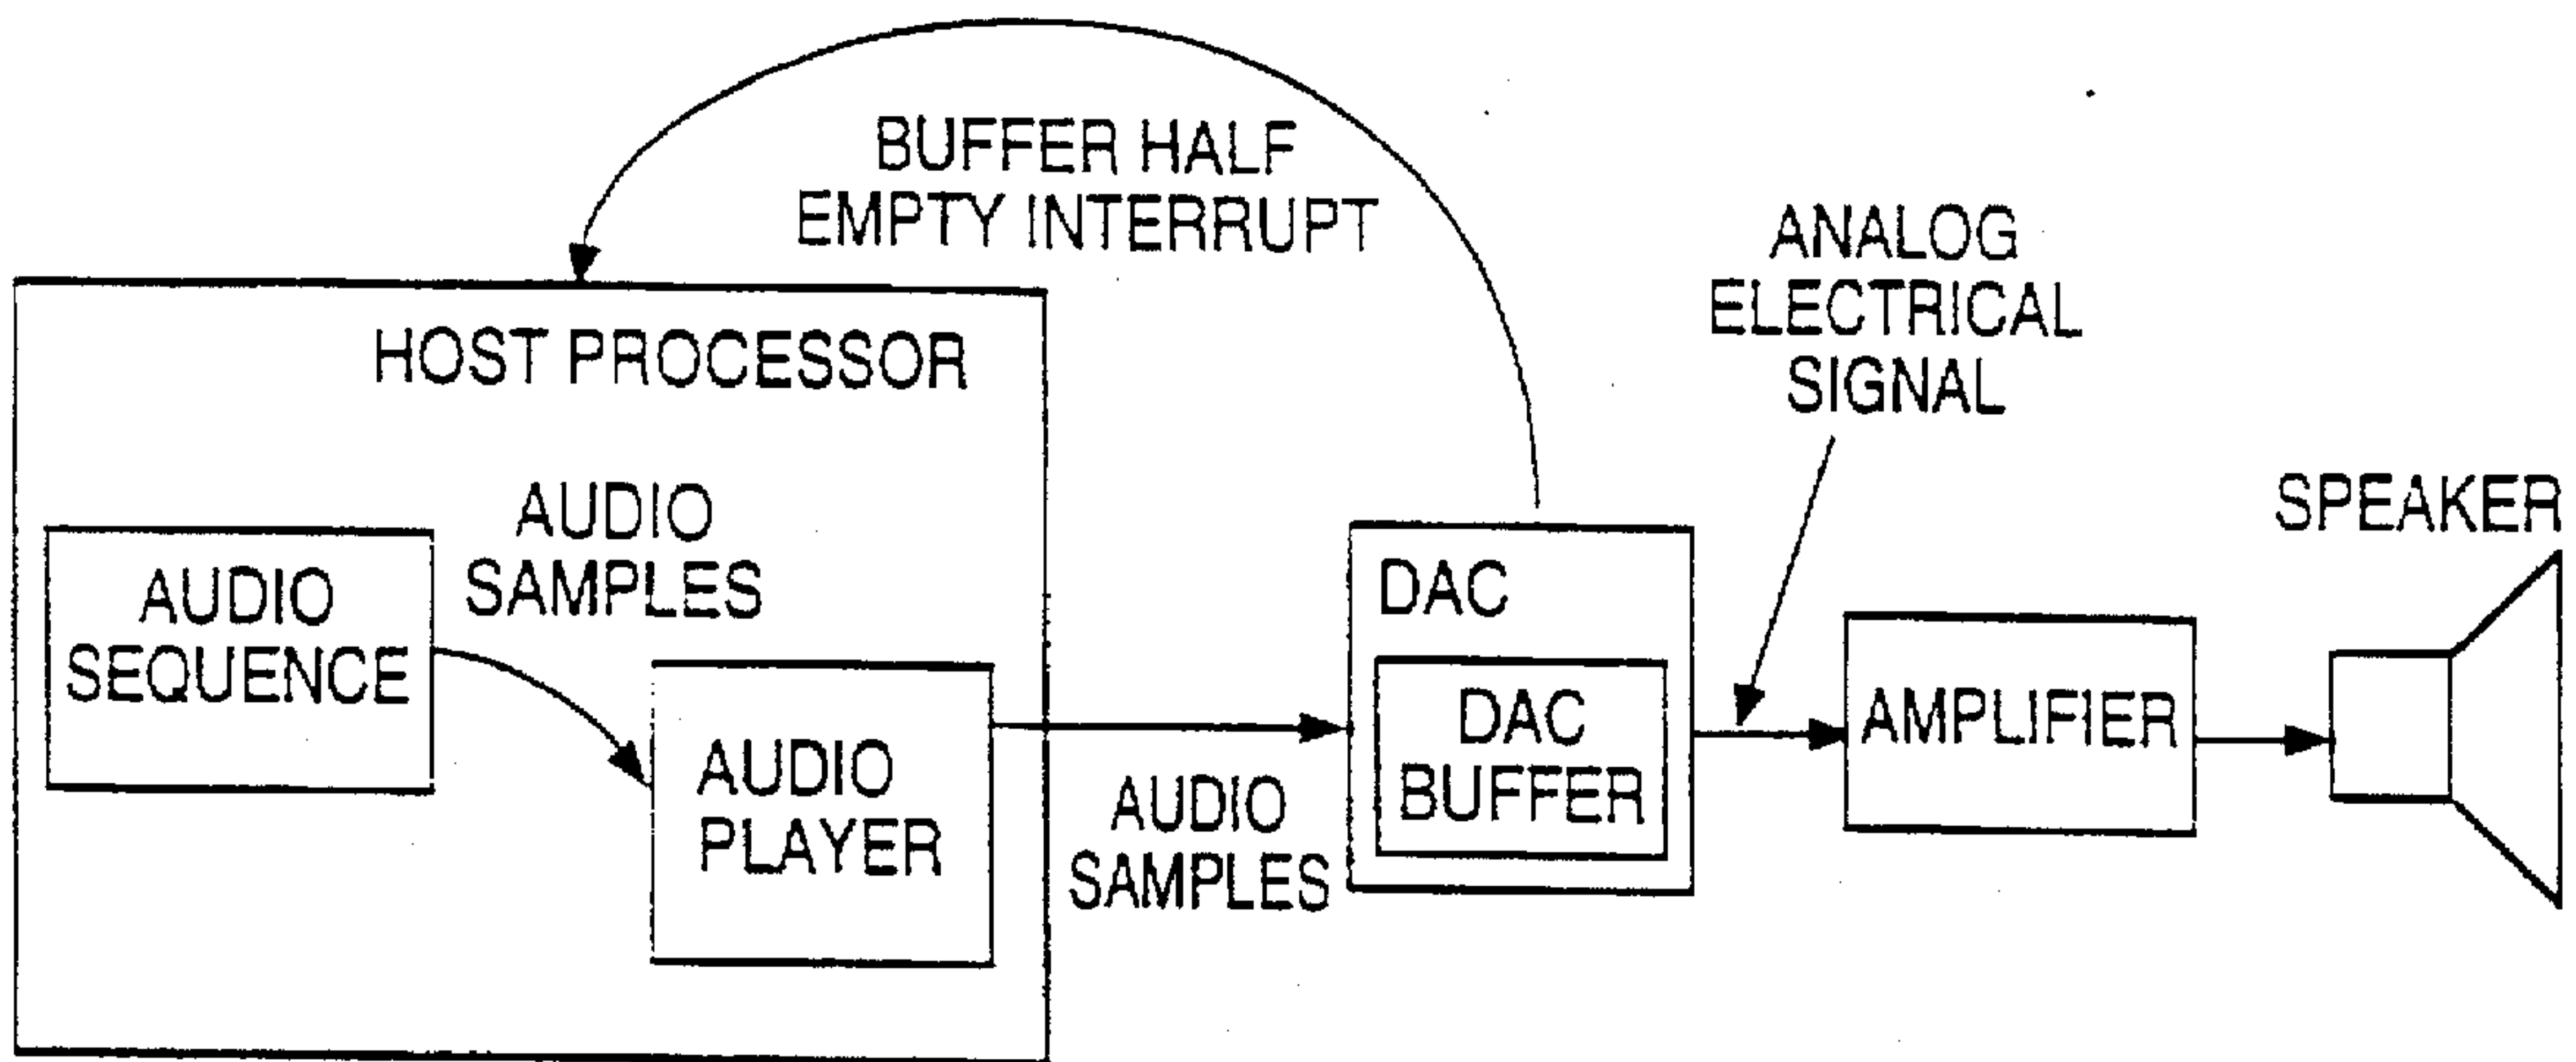 BUFFER HALF
EMPTY INTERRUPT
ANALOG
ELECTRICAL
SIGNAL
HOST PROCESSOR
SPEAKER
AUDIO
SAMPLES
AUDIO
SEQUENCE
AUDIO
PLAYER
AUDIO
SAMPLES
DAC
DAC
BUFFER
AMPLIFIER